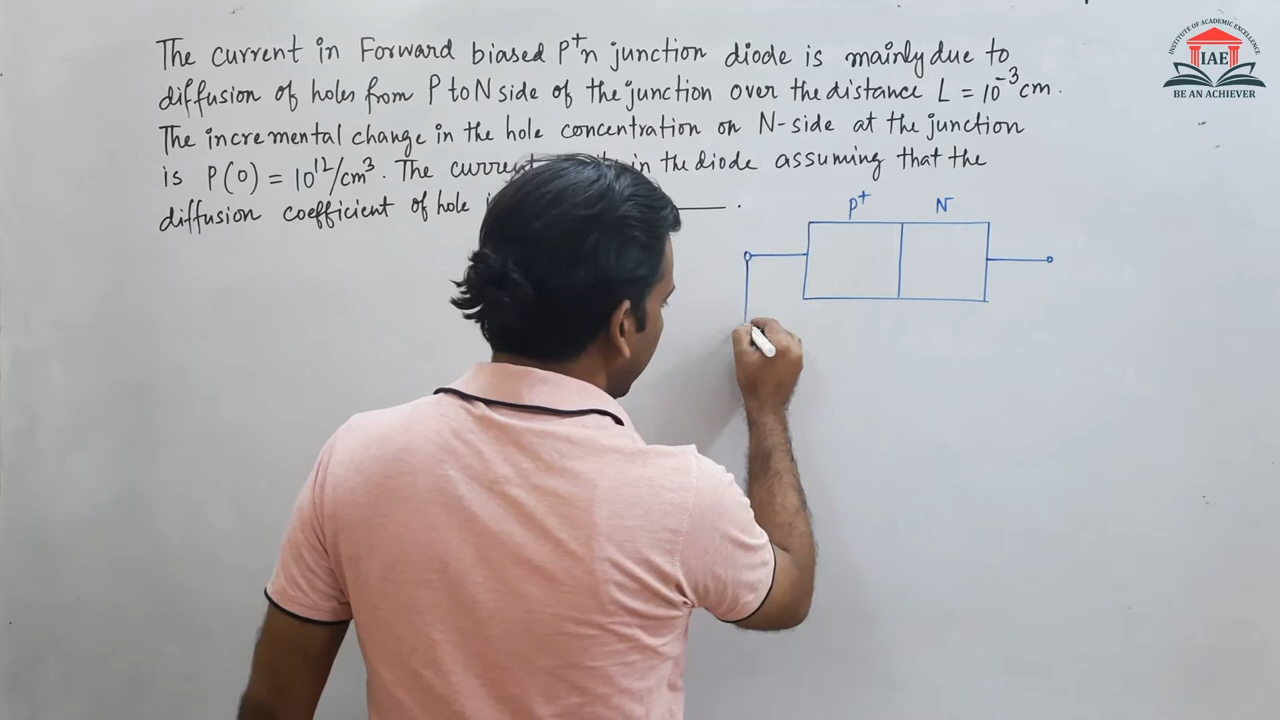 The current in Forward biased P⁺n junction diode is mainly due to
diffusion of holes from P to N side of the junction over the distance L = 10⁻³ cm.
The incremental change in the hole concentration on N-side at the junction
is P(0) = 10¹²/cm³. The in the diode assuming that the
diffusion coefficient of hole ______.
P⁺ N
INSTITUTE OF ACADEMIC EXCELLENCE
IAE
BE AN ACHIEVER